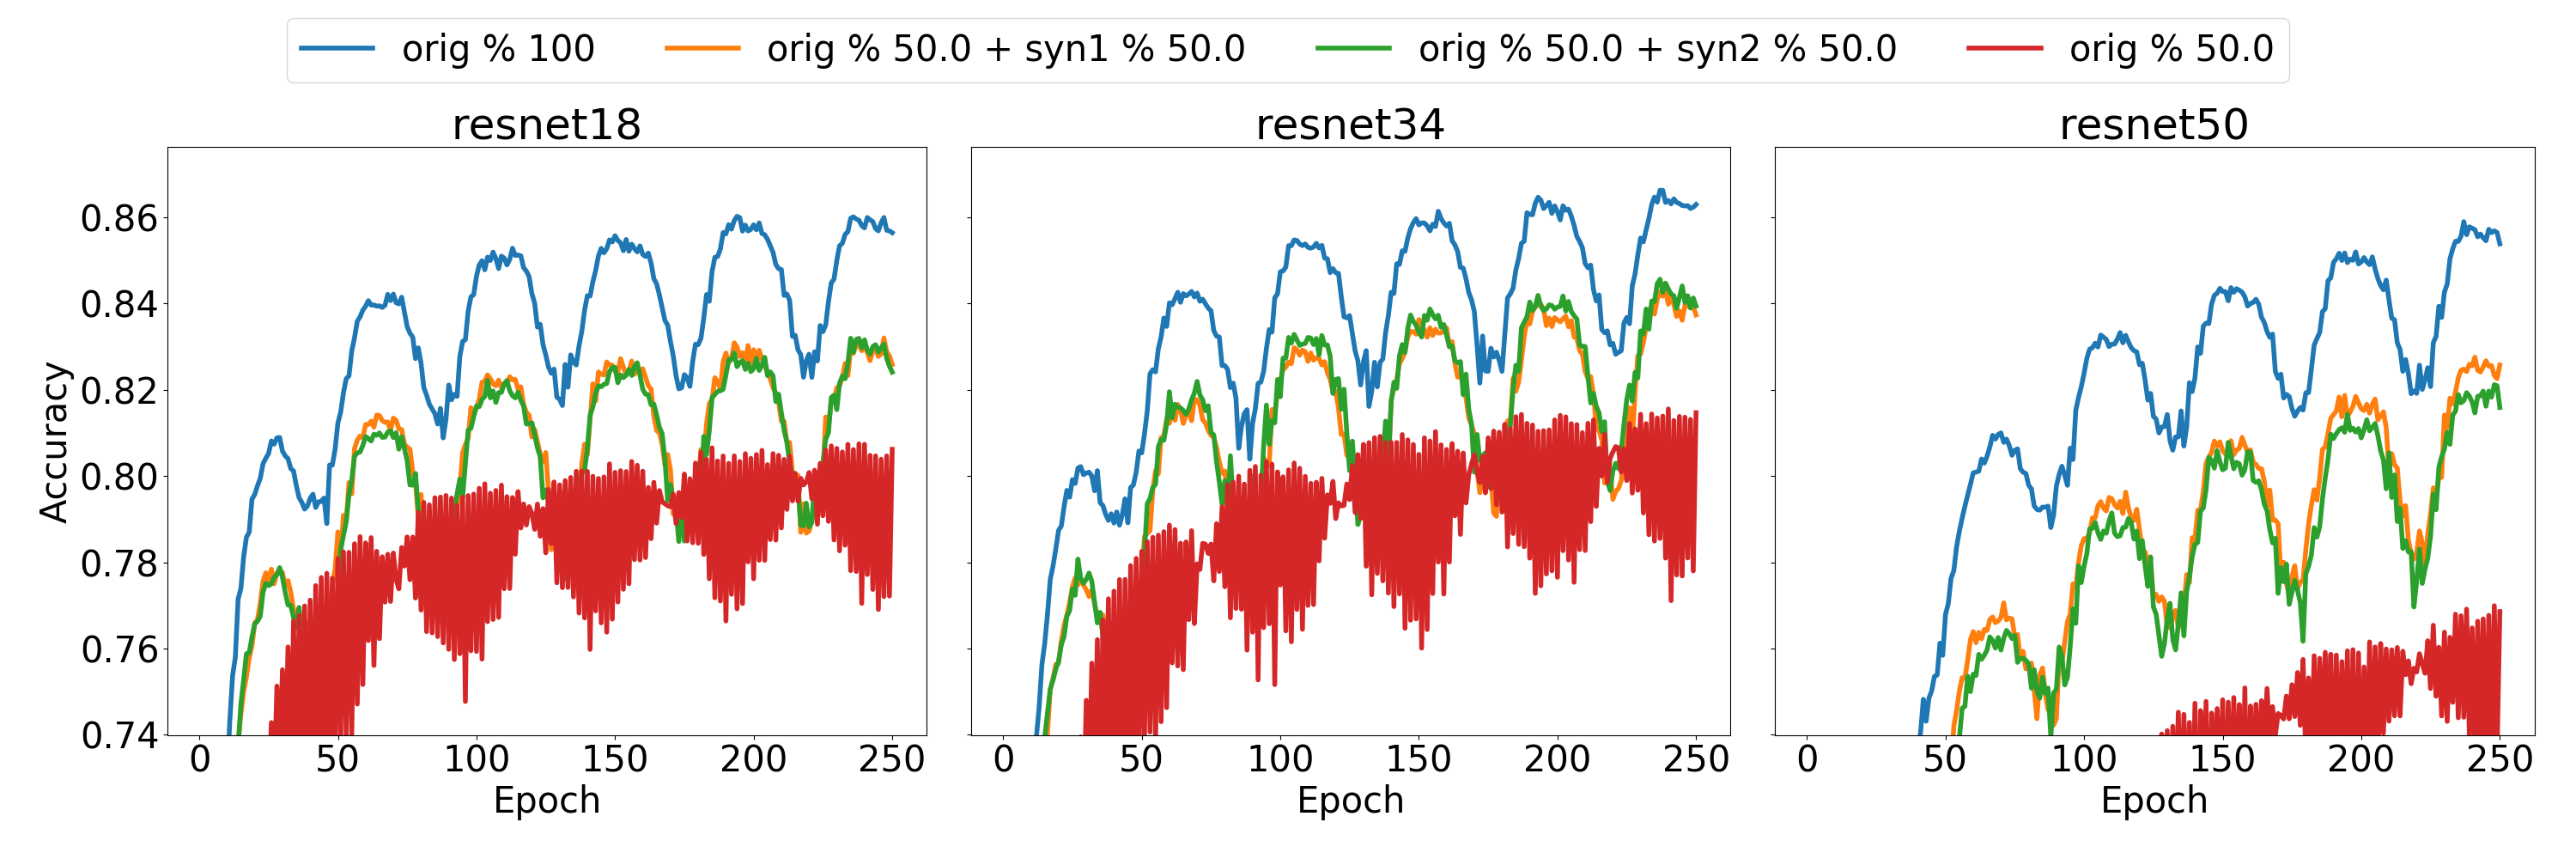 orig % 100 orig % 50.0 + syn1 % 50.0 orig % 50.0 + syn2 % 50.0 orig % 50.0
resnet18 resnet34 resnet50
Accuracy
0.86
0.84
0.82
0.80
0.78
0.76
0.74
0 50 100 150 200 250 0 50 100 150 200 250 0 50 100 150 200 250
Epoch Epoch Epoch